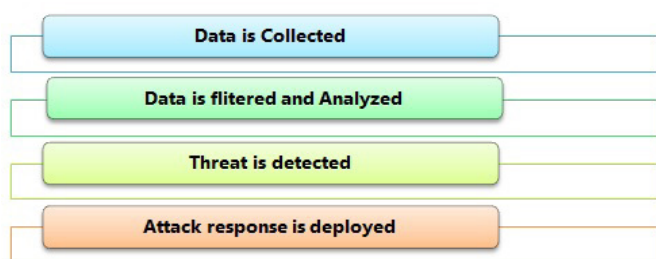 Data is Collected
Data is flitered and Analyzed
Threat is detected
Attack response is deployed